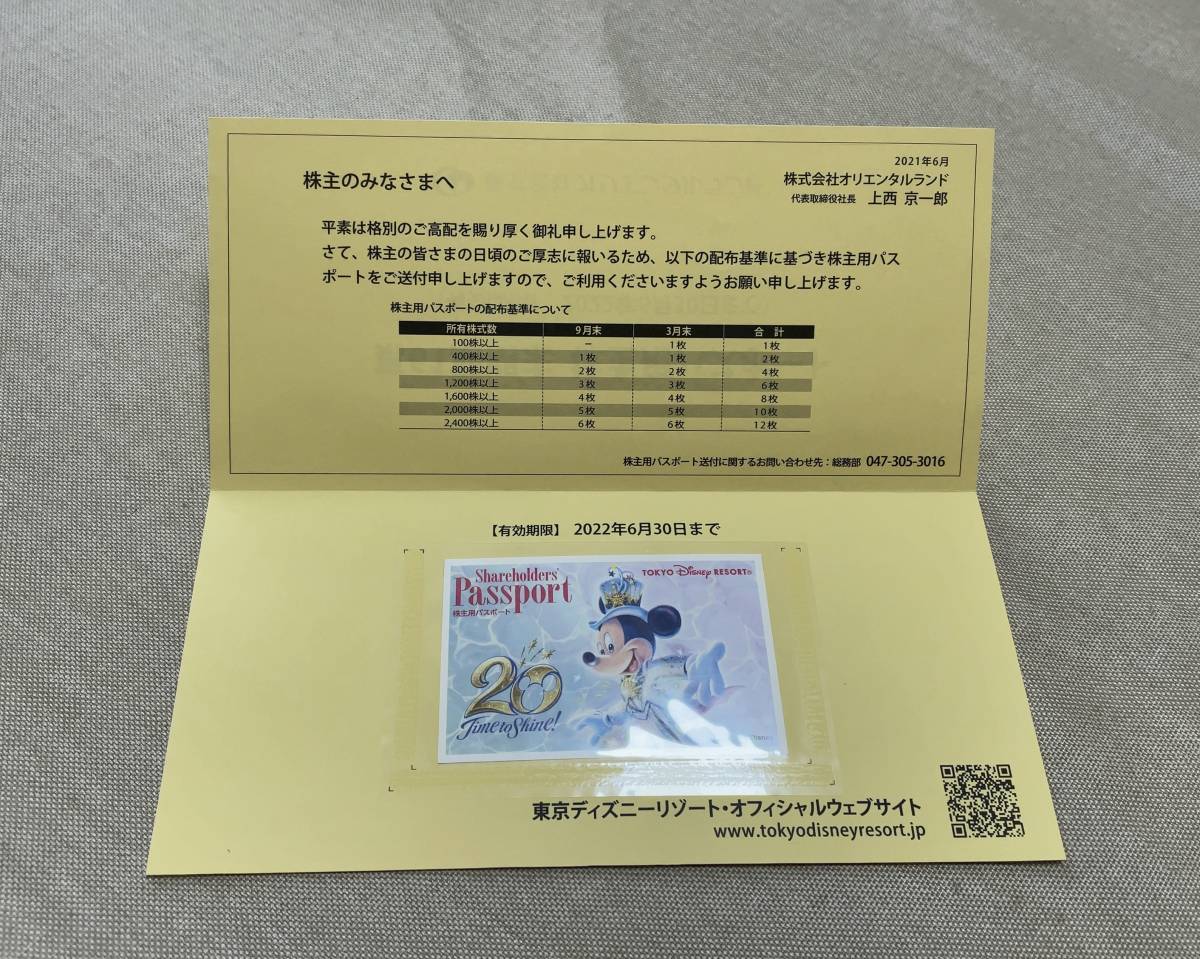 2021年6月
株主のみなさまへ
株式会社オリエンタルランド
代表取締役社長 上西 京一郎
平素は格別のご高配を賜り厚く御礼申し上げます。
さて、株主の皆さまの日頃のご厚志に報いるため、以下の配布基準に基づき株主用パス
ポートをご送付申し上げますので、ご利用くださいますようお願い申し上げます。
株主用パスポートの配布基準について
所有株式数 9月末 3月末 合 計
100株以上 − 1枚 1枚
400株以上 1枚 1枚 2枚
800株以上 2枚 2枚 4枚
1,200株以上 3枚 3枚 6枚
1,600株以上 4枚 4枚 8枚
2,000株以上 5枚 5枚 10枚
2,400株以上 6枚 6枚 12枚
株主用パスポート送付に関するお問い合わせ先：総務部 047-305-3016
【有効期限】 2022年6月30日まで
Shareholders'
Passport
株主用パスポート
TOKYO Disney RESORT®
20
Time to Shine!
Disney
東京ディズニーリゾート・オフィシャルウェブサイト
www.tokyodisneyresort.jp